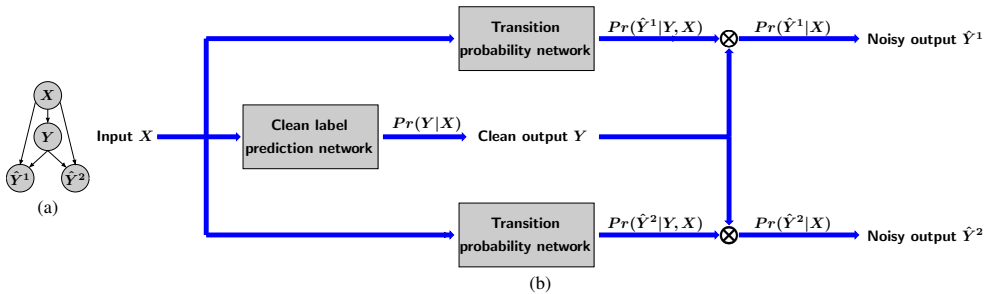 X
Y
Ŷ¹
Ŷ²
(a)
Input X
Clean label
prediction network
Pr(Y|X)
Clean output Y
Transition
probability network
Pr(Ŷ¹|Y, X)
Pr(Ŷ¹|X)
Noisy output Ŷ¹
Transition
probability network
Pr(Ŷ²|Y, X)
Pr(Ŷ²|X)
Noisy output Ŷ²
(b)